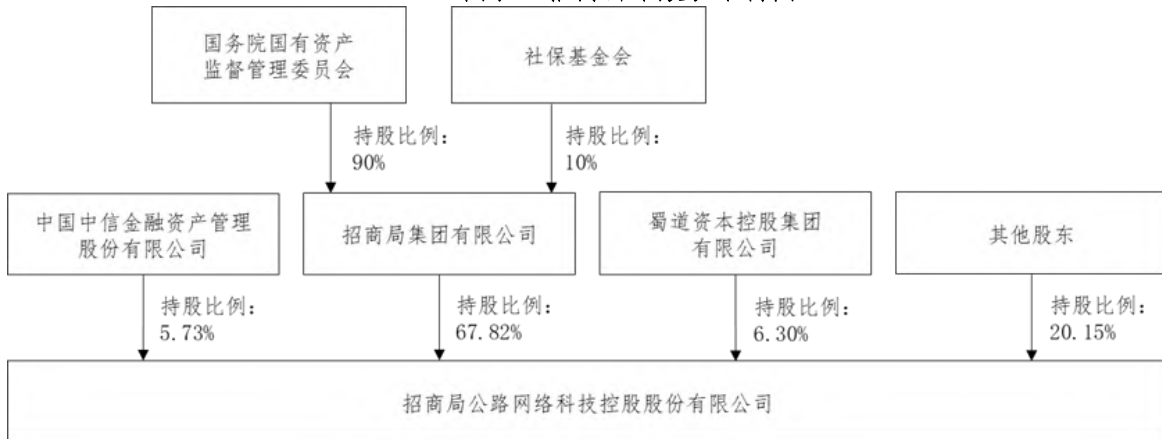 国务院国有资产
监督管理委员会
社保基金会
持股比例：
90%
持股比例：
10%
中国中信金融资产管理
股份有限公司
招商局集团有限公司
蜀道资本控股集团
有限公司
其他股东
持股比例：
5.73%
持股比例：
67.82%
持股比例：
6.30%
持股比例：
20.15%
招商局公路网络科技控股股份有限公司